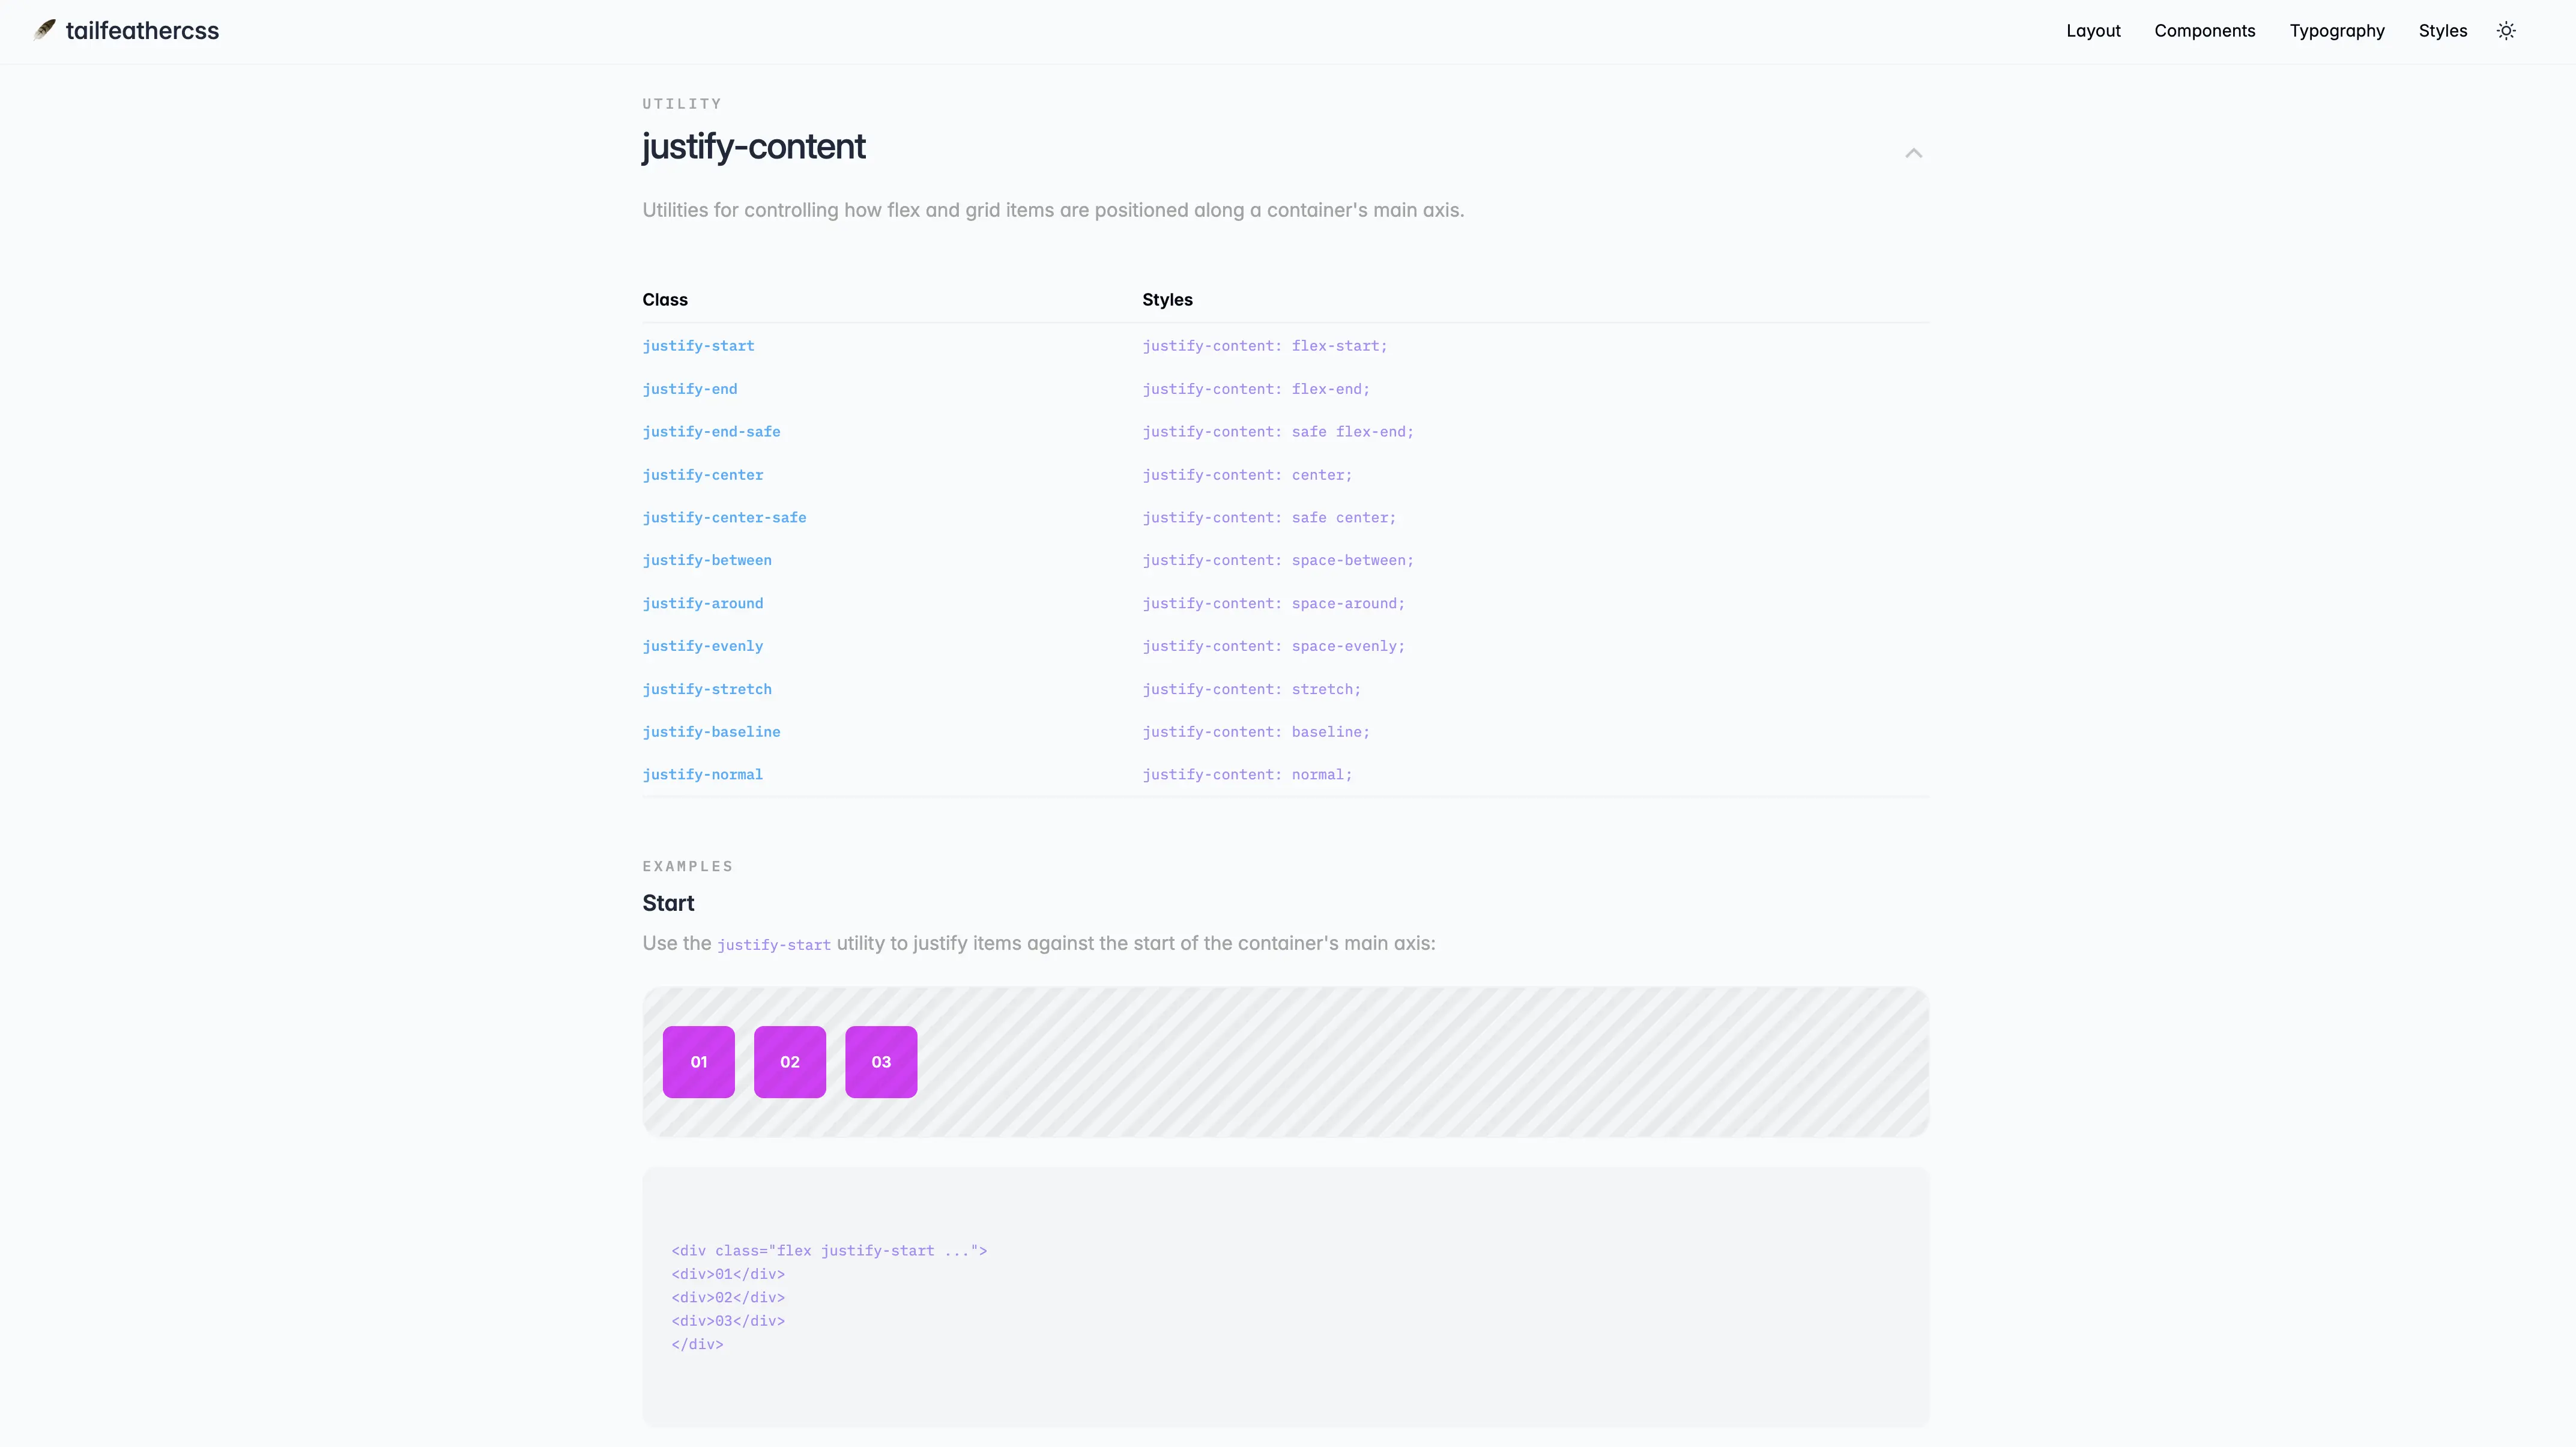 tailfeathercss
Layout Components Typography Styles
UTILITY
justify-content
Utilities for controlling how flex and grid items are positioned along a container's main axis.
Class Styles
justify-start justify-content: flex-start;
justify-end justify-content: flex-end;
justify-end-safe justify-content: safe flex-end;
justify-center justify-content: center;
justify-center-safe justify-content: safe center;
justify-between justify-content: space-between;
justify-around justify-content: space-around;
justify-evenly justify-content: space-evenly;
justify-stretch justify-content: stretch;
justify-baseline justify-content: baseline;
justify-normal justify-content: normal;
EXAMPLES
Start
Use the justify-start utility to justify items against the start of the container's main axis:
01 02 03
<div class="flex justify-start ...">
<div>01</div>
<div>02</div>
<div>03</div>
</div>